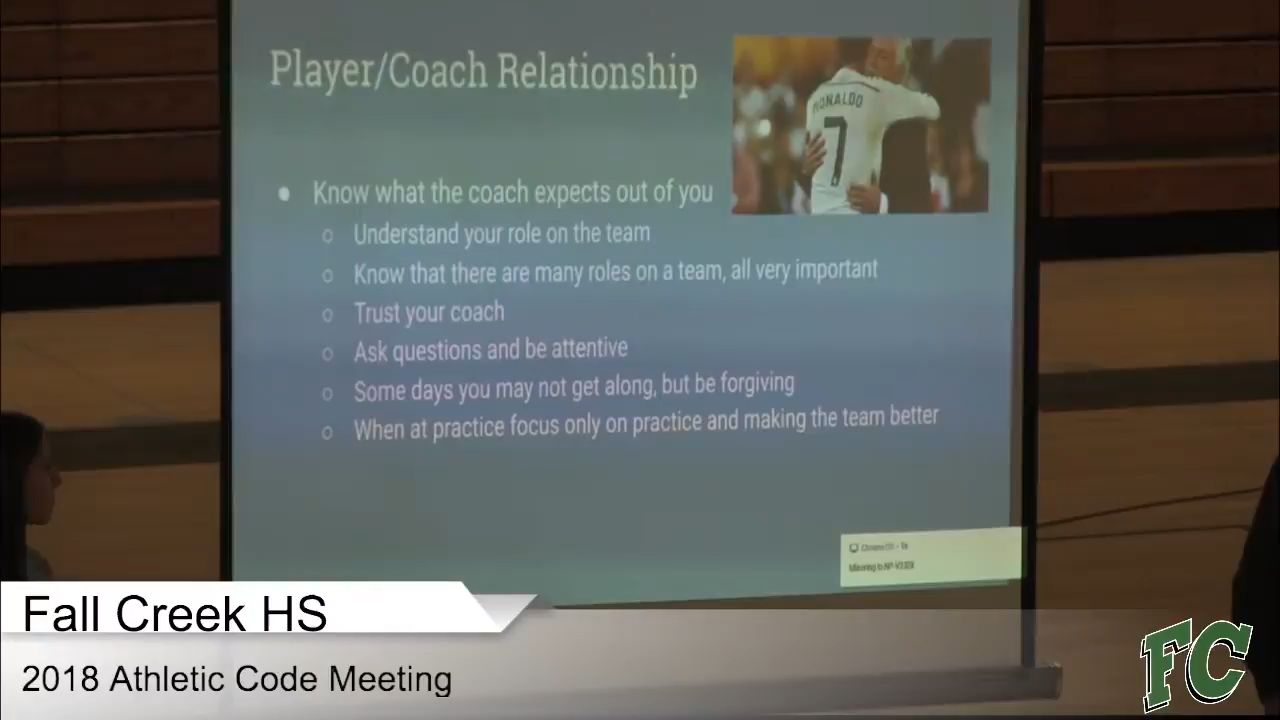 Player/Coach Relationship
RONALDO
7
● Know what the coach expects out of you
○ Understand your role on the team
○ Know that there are many roles on a team, all very important
○ Trust your coach
○ Ask questions and be attentive
○ Some days you may not get along, but be forgiving
○ When at practice focus only on practice and making the team better
Mirroring to
Fall Creek HS
2018 Athletic Code Meeting
FC